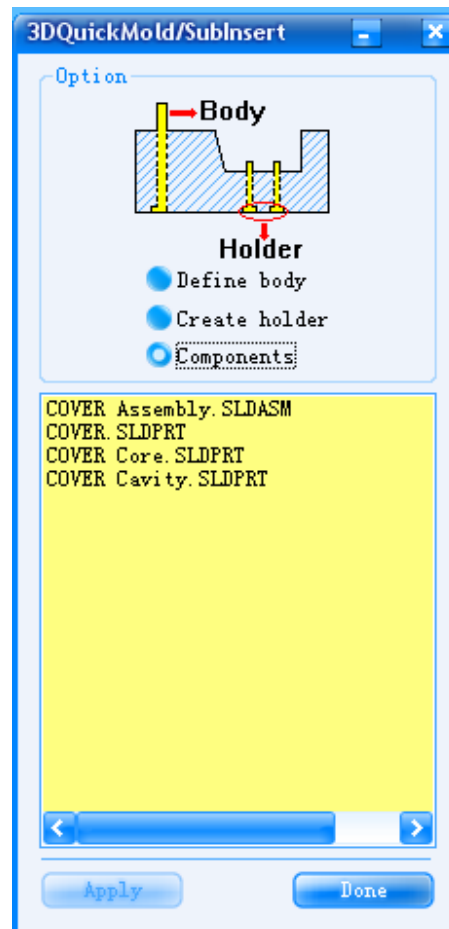 3DQuickMold/SubInsert
Option
Body
Holder
Define body
Create holder
Components
COVER Assembly.SLDASM
COVER.SLDPRT
COVER Core.SLDPRT
COVER Cavity.SLDPRT
Apply
Done